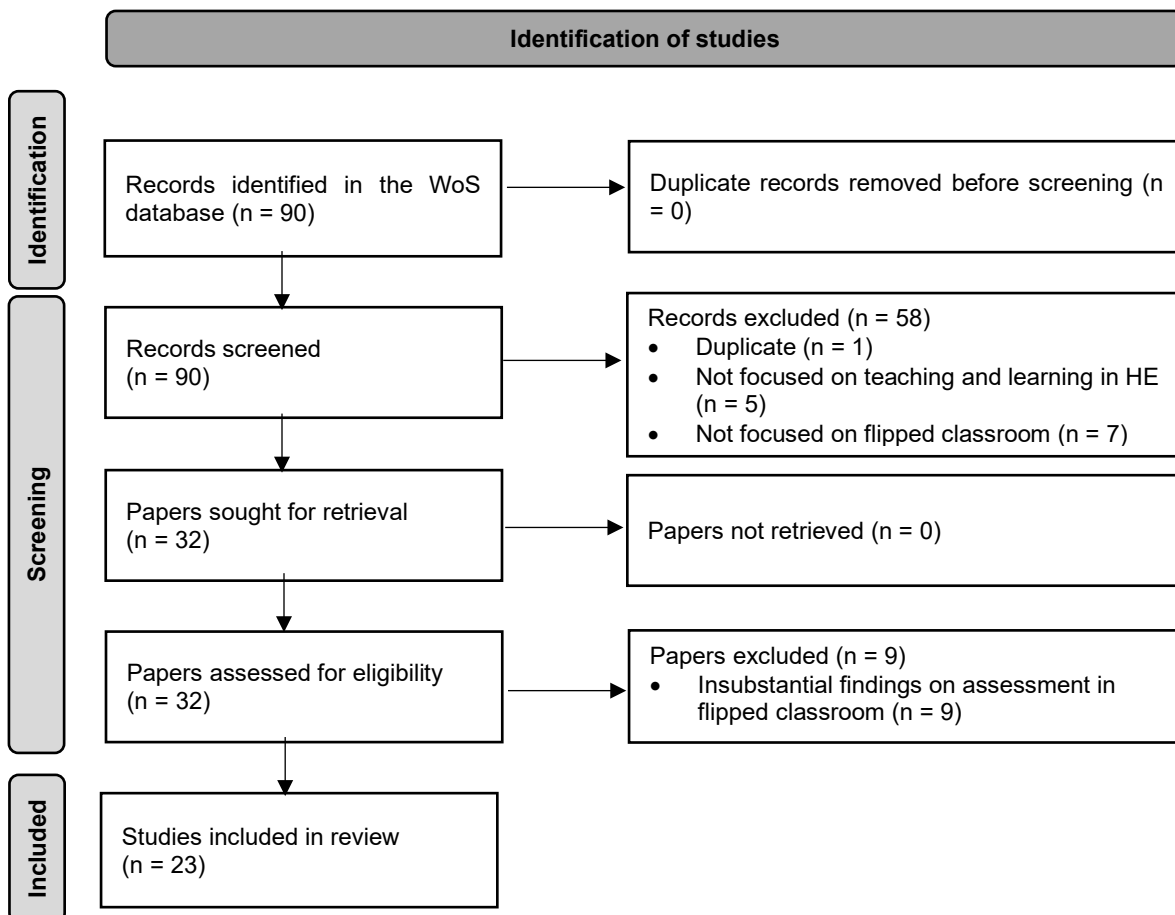 Identification of studies
Identification
Records identified in the WoS
database (n = 90)
Duplicate records removed before screening (n
= 0)
Screening
Records screened
(n = 90)
Records excluded (n = 58)
• Duplicate (n = 1)
• Not focused on teaching and learning in HE
(n = 5)
• Not focused on flipped classroom (n = 7)
Papers sought for retrieval
(n = 32)
Papers not retrieved (n = 0)
Papers assessed for eligibility
(n = 32)
Papers excluded (n = 9)
• Insubstantial findings on assessment in
flipped classroom (n = 9)
Included
Studies included in review
(n = 23)